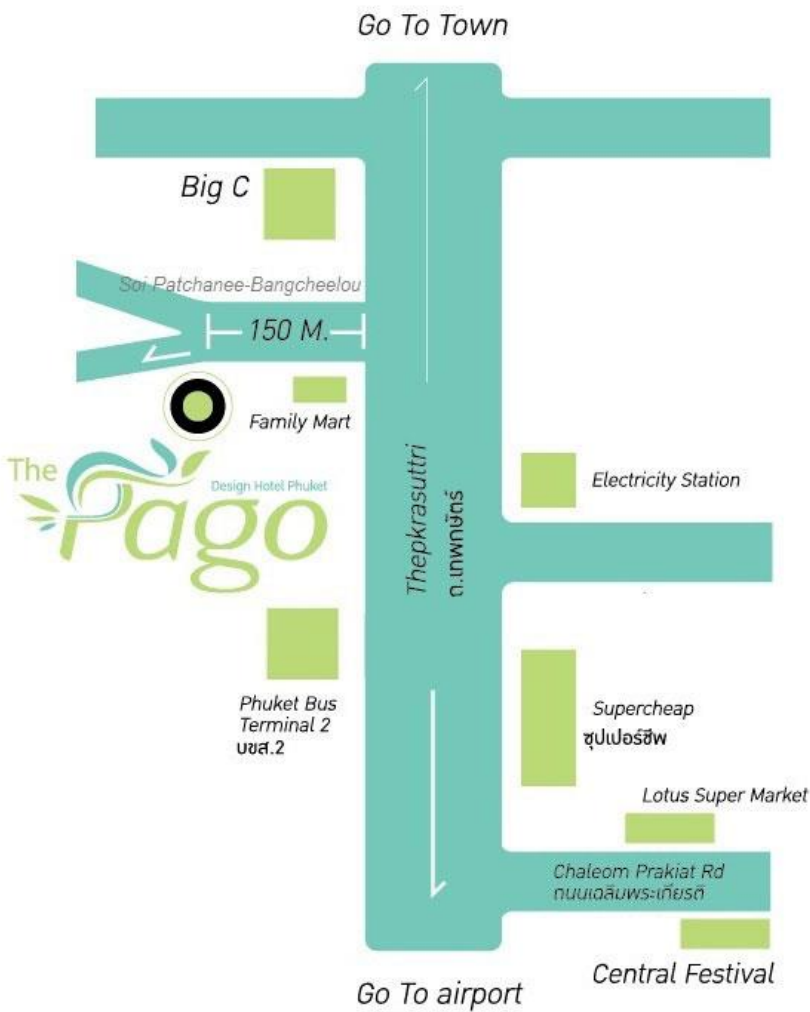 Go To Town
Big C
Soi Patchanee-Bangcheelou
150 M.
Family Mart
The
Pago
Design Hotel Phuket
Thepkrasuttri
ถ.เทพกษัตร์
Electricity Station
Phuket Bus
Terminal 2
บขส.2
Supercheap
ซุปเปอร์ชีพ
Lotus Super Market
Chaleom Prakiat Rd
ถนนเฉลิมพระเกียรติ
Central Festival
Go To airport